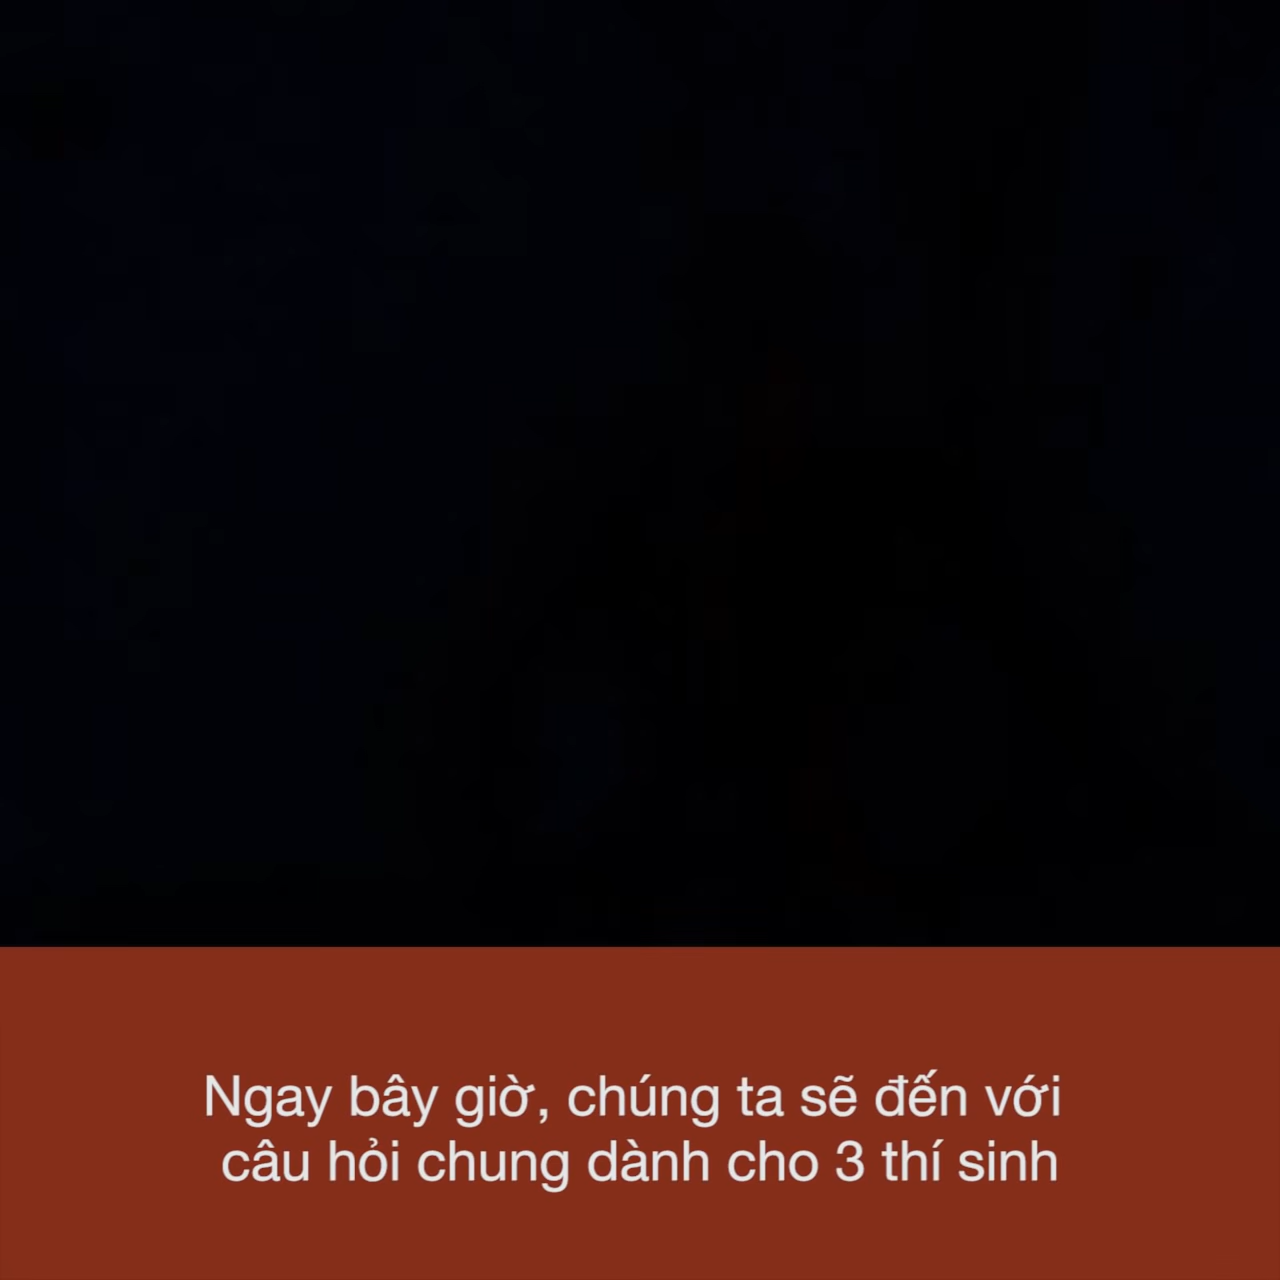 Ngay bây giờ, chúng ta sẽ đến với
câu hỏi chung dành cho 3 thí sinh